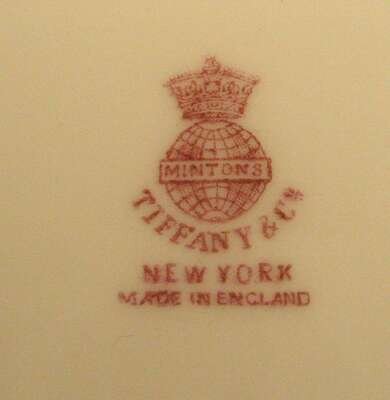 MINTONS
TIFFANY & Co
NEW YORK
MADE IN ENGLAND